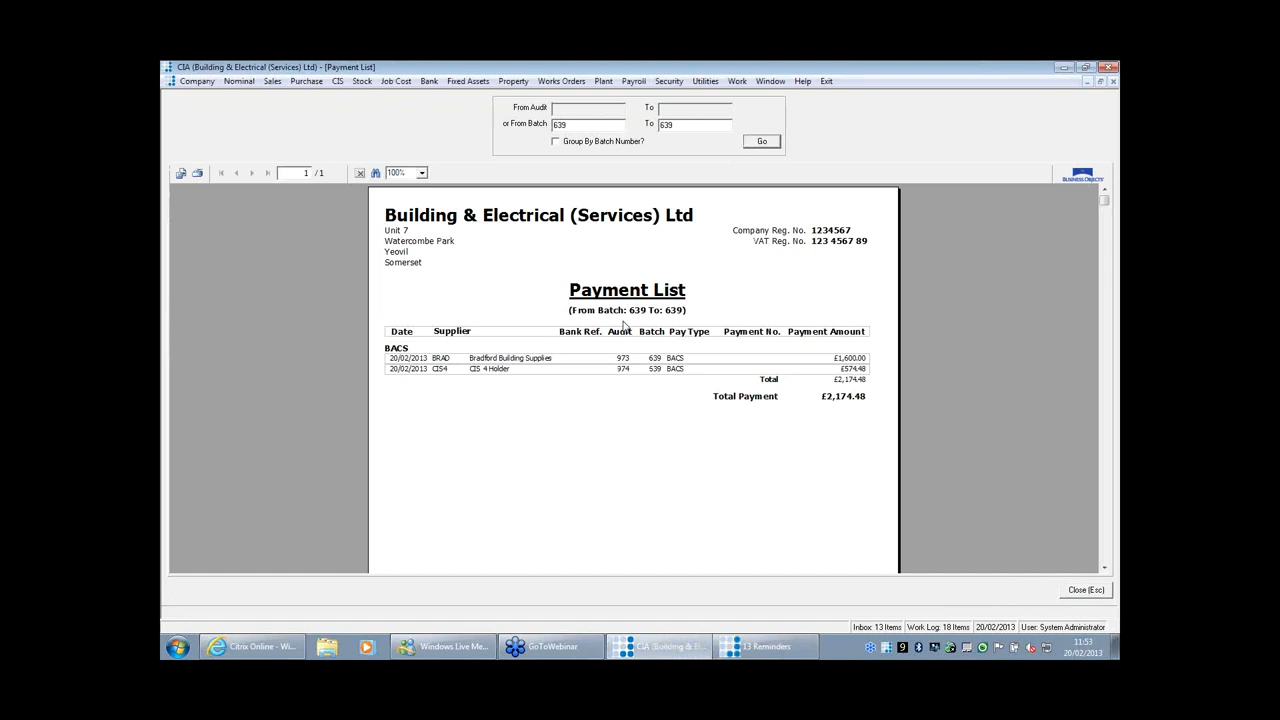 CIA (Building & Electrical (Services) Ltd) - [Payment List]
Company Nominal Sales Purchase CIS Stock Job Cost Bank Fixed Assets Property Works Orders Plant Payroll Security Utilities Work Window Help Exit
From Audit To
or From Batch 639 To 639
Group By Batch Number? Go
1 / 1 100%
BUSINESS OBJECTS
Building & Electrical (Services) Ltd
Unit 7 Company Reg. No. 1234567
Watercombe Park VAT Reg. No. 123 4567 89
Yeovil
Somerset
Payment List
(From Batch: 639 To: 639)
Date Supplier Bank Ref. Audit Batch Pay Type Payment No. Payment Amount
BACS
20/02/2013 BRAD Bradford Building Supplies 973 639 BACS £1,600.00
20/02/2013 CIS4 CIS 4 Holder 974 639 BACS £574.48
Total £2,174.48
Total Payment £2,174.48
Close (Esc)
Inbox: 13 Items Work Log: 18 Items 20/02/2013 User: System Administrator
Citrix Online - Wi... Windows Live Me... GoToWebinar CIA (Building & El... 13 Reminders 9 11:53
20/02/2013